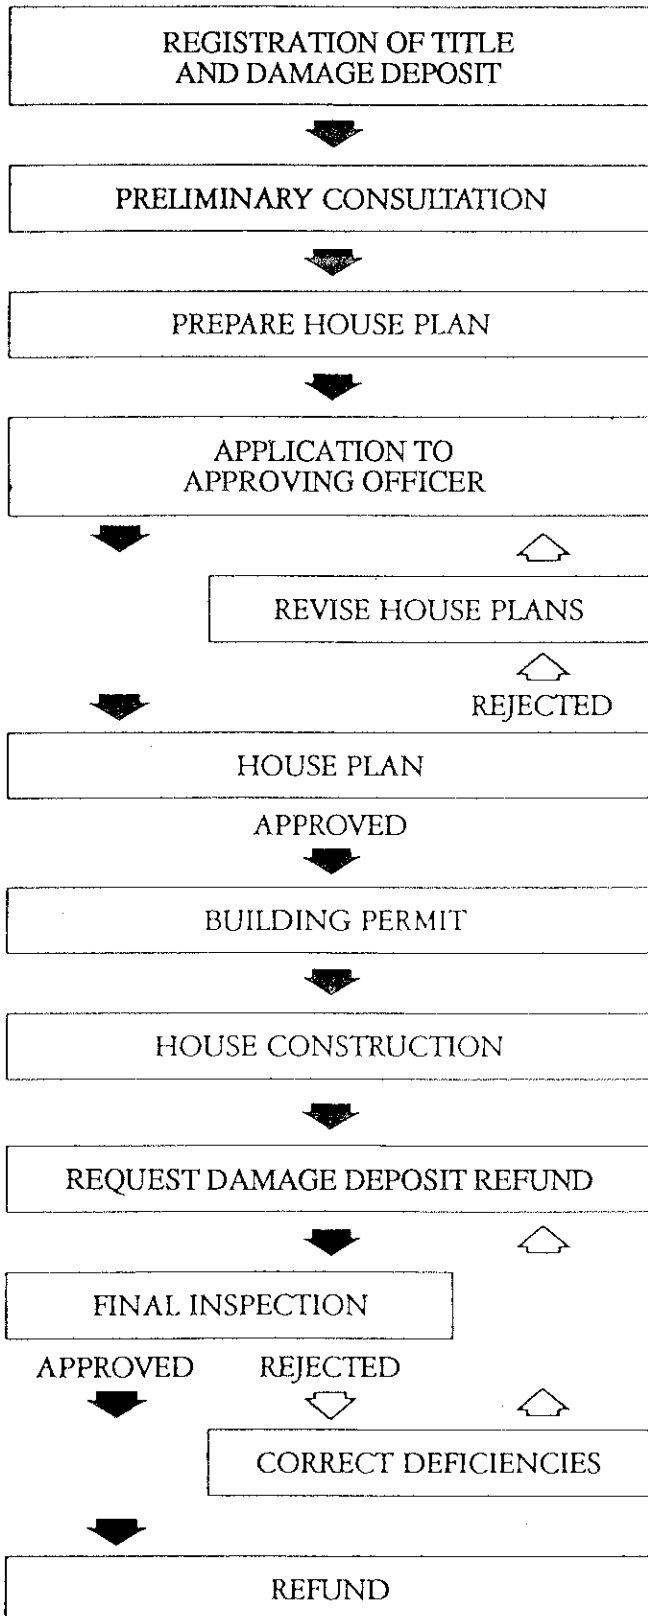 REGISTRATION OF TITLE
AND DAMAGE DEPOSIT
PRELIMINARY CONSULTATION
PREPARE HOUSE PLAN
APPLICATION TO
APPROVING OFFICER
REVISE HOUSE PLANS
REJECTED
HOUSE PLAN
APPROVED
BUILDING PERMIT
HOUSE CONSTRUCTION
REQUEST DAMAGE DEPOSIT REFUND
FINAL INSPECTION
APPROVED REJECTED
CORRECT DEFICIENCIES
REFUND